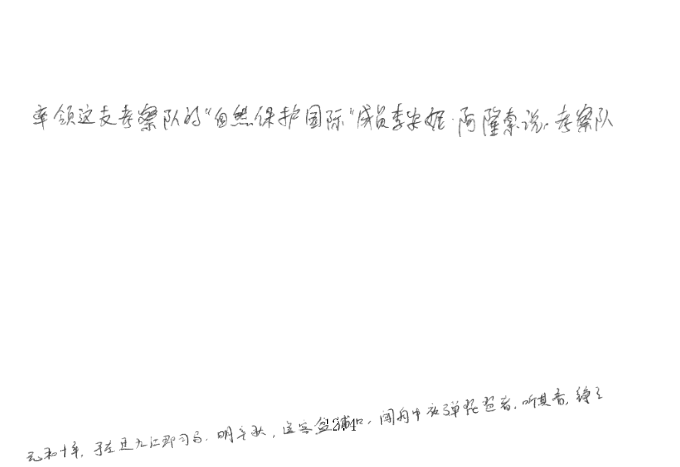 率领这支考察队的“自然保护国际”成员李安妮·阿隆索说，考察队
元和十年，予左迁九江郡司马。明年秋，送客湓浦口，闻舟中夜弹琵琶者，听其音，铮